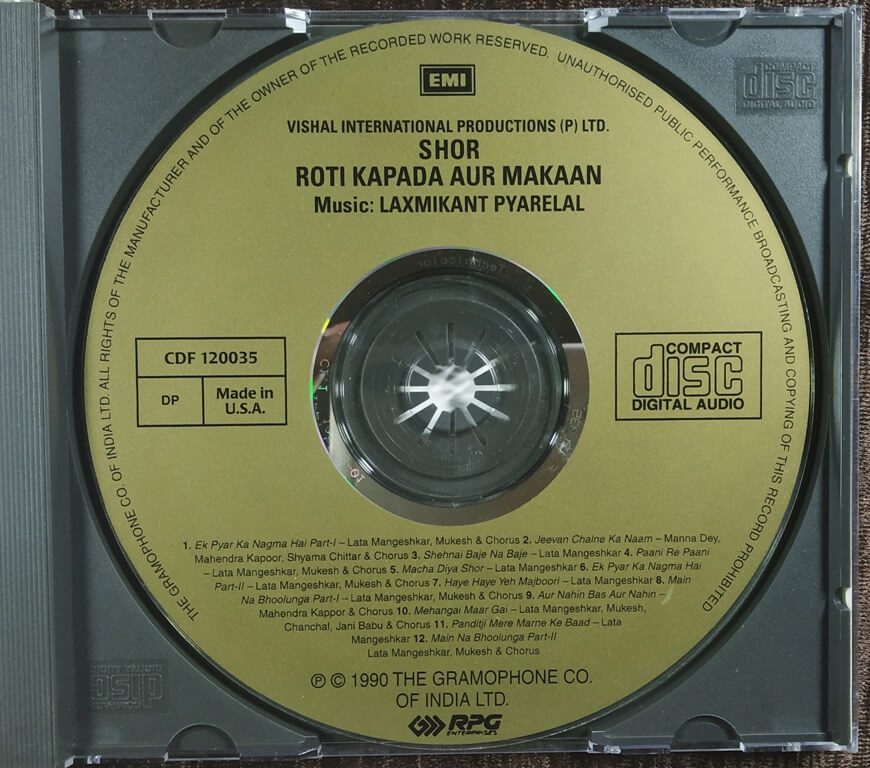 THE GRAMOPHONE CO. OF INDIA LTD. ALL RIGHTS OF THE MANUFACTURER AND OF THE OWNER OF THE RECORDED WORK RESERVED. UNAUTHORISED PUBLIC PERFORMANCE BROADCASTING AND COPYING OF THIS RECORD PROHIBITED
EMI
COMPACT
disc
DIGITAL AUDIO
VISHAL INTERNATIONAL PRODUCTIONS (P) LTD.
SHOR
ROTI KAPADA AUR MAKAAN
Music: LAXMIKANT PYARELAL
Technicolor
CDF 120035
DP
Made in
U.S.A.
COMPACT
disc
DIGITAL AUDIO
1. Ek Pyar Ka Nagma Hai Part-I – Lata Mangeshkar, Mukesh & Chorus 2. Jeevan Chalne Ka Naam – Manna Dey,
Mahendra Kapoor, Shyama Chittar & Chorus 3. Shehnai Baje Na Baje – Lata Mangeshkar 4. Paani Re Paani
– Lata Mangeshkar, Mukesh & Chorus 5. Macha Diya Shor – Lata Mangeshkar 6. Ek Pyar Ka Nagma Hai
Part-II – Lata Mangeshkar, Mukesh & Chorus 7. Haye Haye Yeh Majboori – Lata Mangeshkar 8. Main
Na Bhoolunga Part-I – Lata Mangeshkar, Mukesh & Chorus 9. Aur Nahin Bas Aur Nahin –
Mahendra Kappor & Chorus 10. Mehangai Maar Gai – Lata Mangeshkar, Mukesh,
Chanchal, Jani Babu & Chorus 11. Panditji Mere Marne Ke Baad – Lata
Mangeshkar 12. Main Na Bhoolunga Part-II
Lata Mangeshkar, Mukesh & Chorus
℗ © 1990 THE GRAMOPHONE CO.
OF INDIA LTD.
RPG
ENTERPRISES
COMPACT
disc
DIGITAL AUDIO